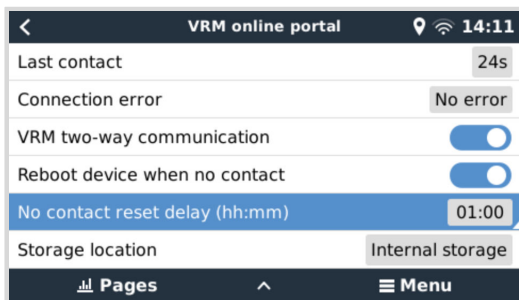 VRM online portal 14:11
Last contact 24s
Connection error No error
VRM two-way communication
Reboot device when no contact
No contact reset delay (hh:mm) 01:00
Storage location Internal storage
Pages Menu